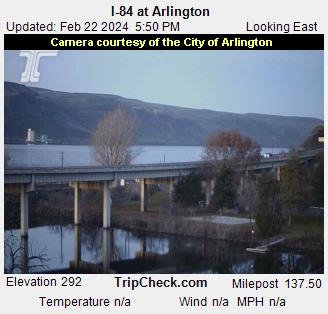 I-84 at Arlington
Updated: Feb 22 2024 5:50 PM Looking East
Camera courtesy of the City of Arlington
Elevation 292 TripCheck.com Milepost 137.50
Temperature n/a Wind n/a MPH n/a